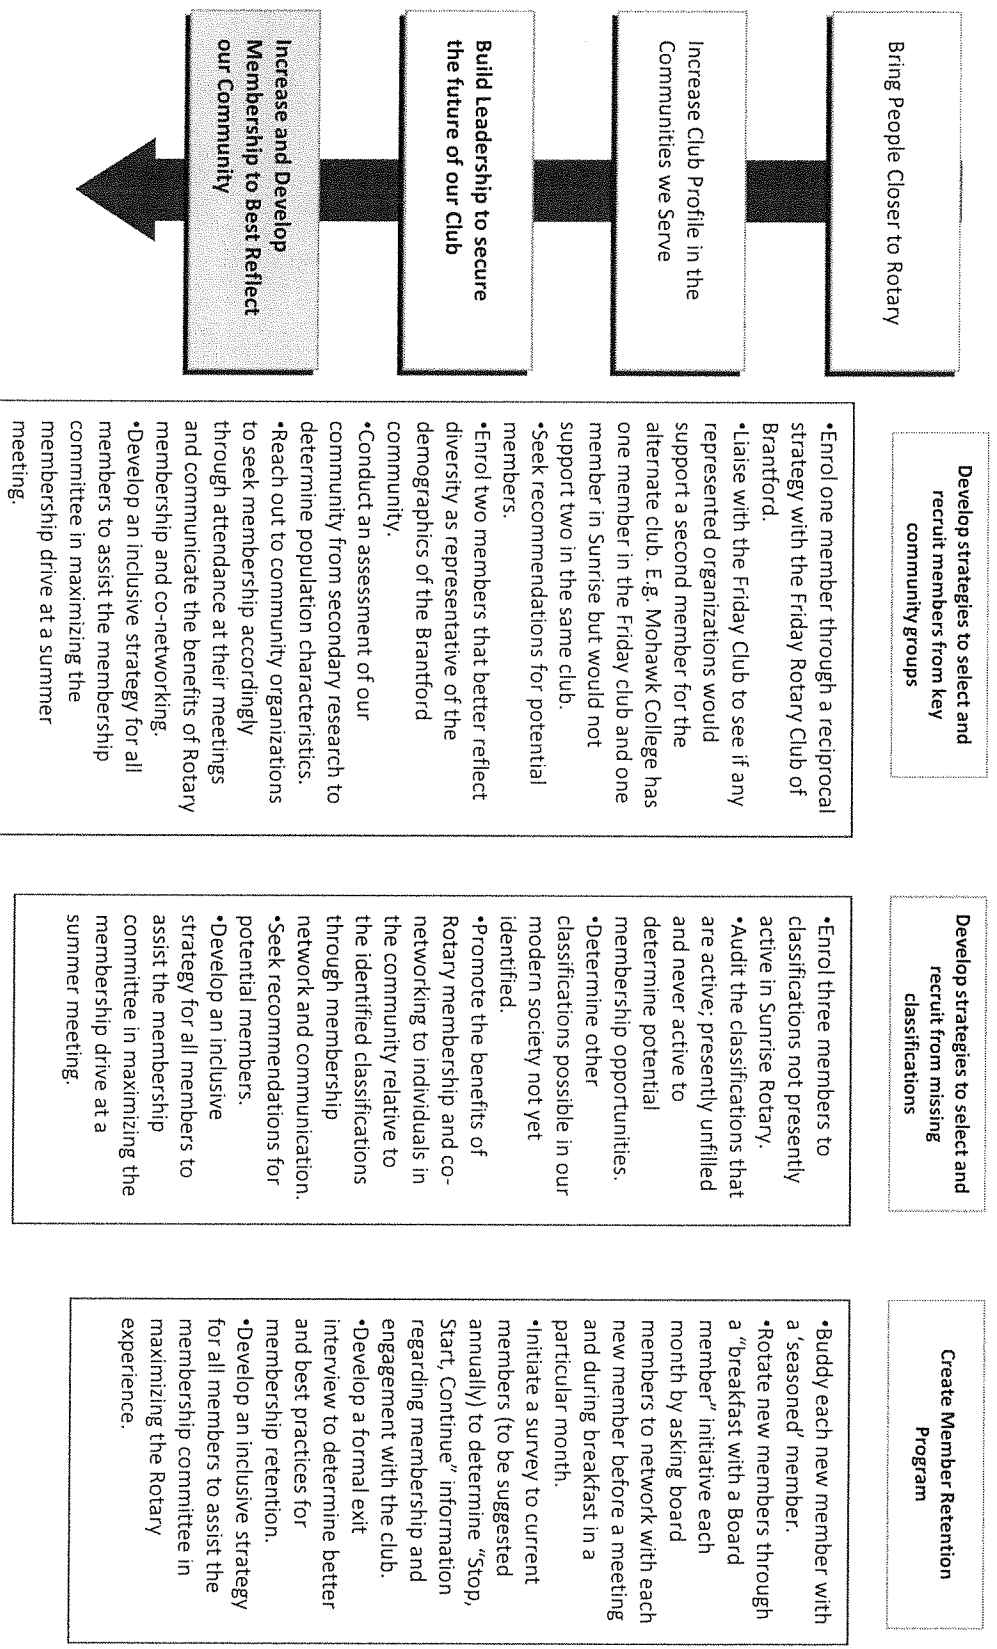 Bring People Closer to Rotary
Increase Club Profile in the
Communities we Serve
Build Leadership to secure
the future of our Club
Increase and Develop
Membership to Best Reflect
our Community
Develop strategies to select and
recruit members from key
community groups
•Enrol one member through a reciprocal
strategy with the Friday Rotary Club of
Brantford.
•Liaise with the Friday Club to see if any
represented organizations would
support a second member for the
alternate club. E.g. Mohawk College has
one member in the Friday club and one
member in Sunrise but would not
support two in the same club.
•Seek recommendations for potential
members.
•Enrol two members that better reflect
diversity as representative of the
demographics of the Brantford
community.
•Conduct an assessment of our
community from secondary research to
determine population characteristics.
•Reach out to community organizations
to seek membership accordingly
through attendance at their meetings
and communicate the benefits of Rotary
membership and co-networking.
•Develop an inclusive strategy for all
members to assist the membership
committee in maximizing the
membership drive at a summer
meeting.
Develop strategies to select and
recruit from missing
classifications
•Enrol three members to
classifications not presently
active in Sunrise Rotary.
•Audit the classifications that
are active; presently unfilled
and never active to
determine potential
membership opportunities.
•Determine other
classifications possible in our
modern society not yet
identified.
•Promote the benefits of
Rotary membership and co-
networking to individuals in
the community relative to
the identified classifications
through membership
network and communication.
•Seek recommendations for
potential members.
•Develop an inclusive
strategy for all members to
assist the membership
committee in maximizing the
membership drive at a
summer meeting.
Create Member Retention
Program
•Buddy each new member with
a 'seasoned' member.
•Rotate new members through
a "breakfast with a Board
member" initiative each
month by asking board
members to network with each
new member before a meeting
and during breakfast in a
particular month.
•Initiate a survey to current
members (to be suggested
annually) to determine "Stop,
Start, Continue" information
regarding membership and
engagement with the club.
•Develop a formal exit
interview to determine better
and best practices for
membership retention.
•Develop an inclusive strategy
for all members to assist the
membership committee in
maximizing the Rotary
experience.